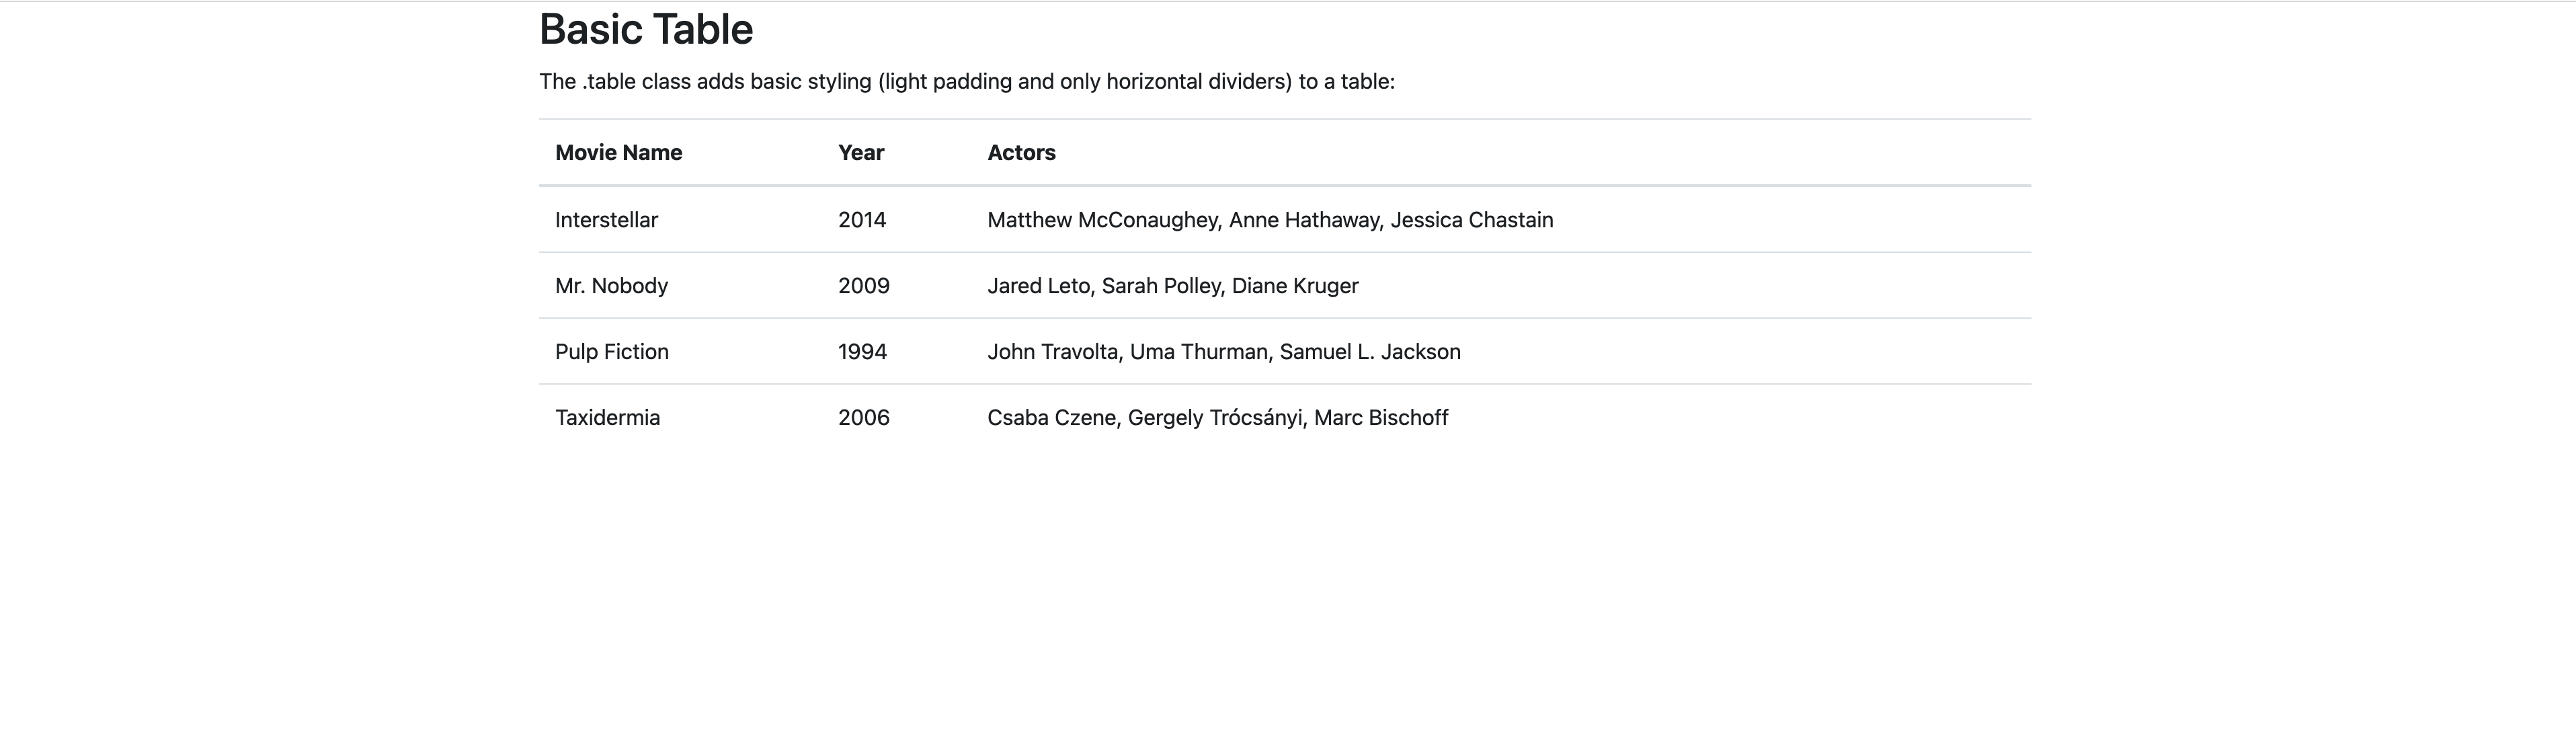 Basic Table
The .table class adds basic styling (light padding and only horizontal dividers) to a table:
Movie Name Year Actors
Interstellar 2014 Matthew McConaughey, Anne Hathaway, Jessica Chastain
Mr. Nobody 2009 Jared Leto, Sarah Polley, Diane Kruger
Pulp Fiction 1994 John Travolta, Uma Thurman, Samuel L. Jackson
Taxidermia 2006 Csaba Czene, Gergely Trócsányi, Marc Bischoff